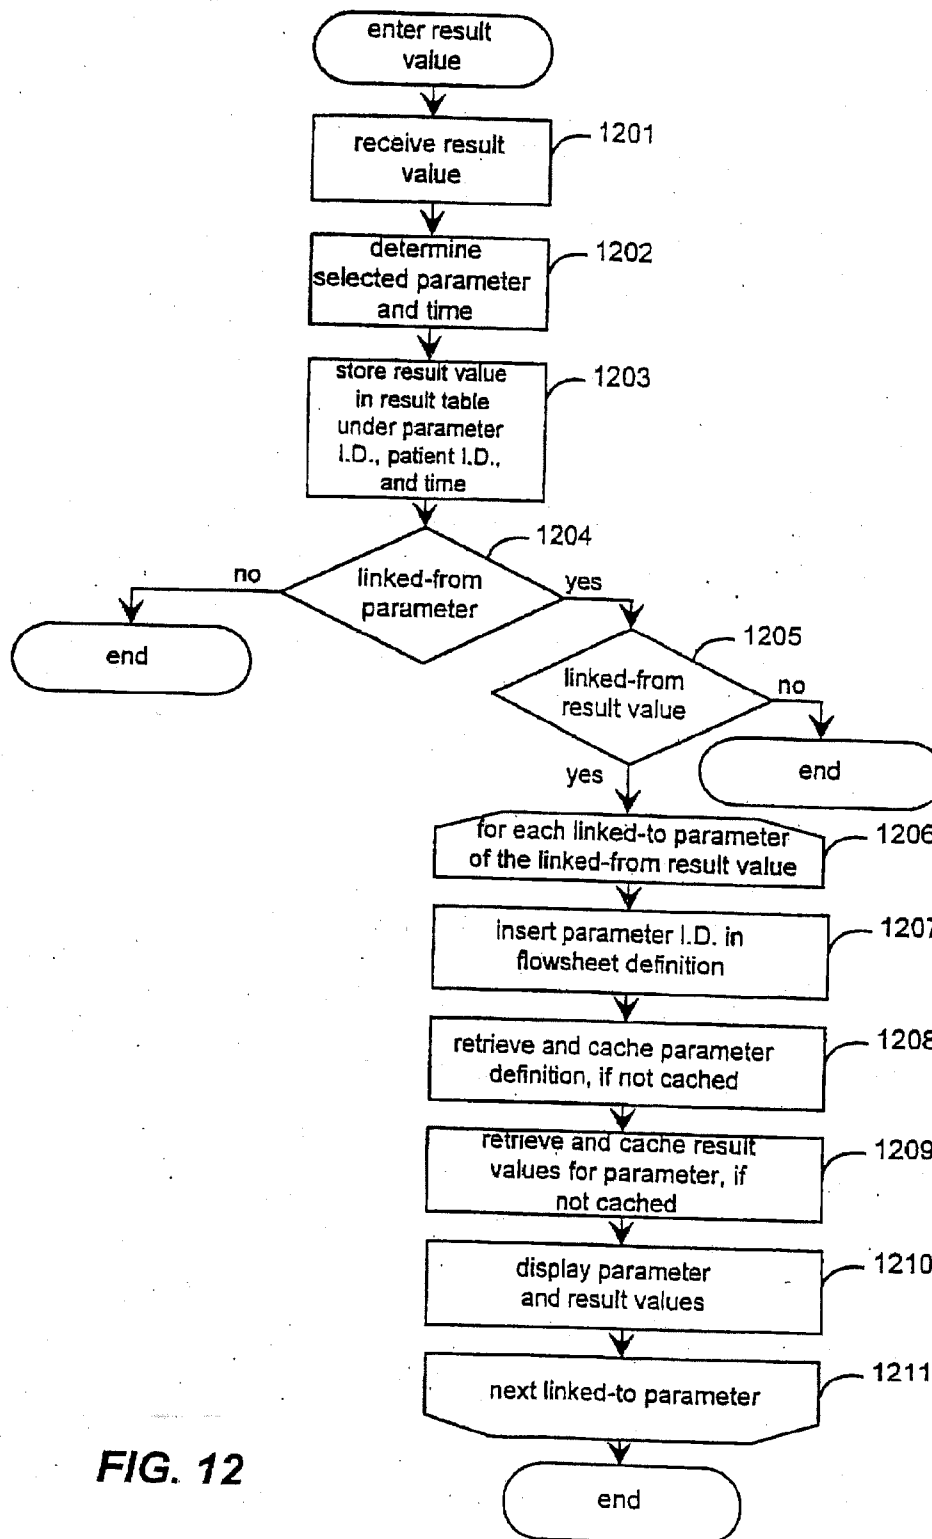 enter result
value
receive result
value
1201
determine
selected parameter
and time
1202
store result value
in result table
under parameter
I.D., patient I.D.,
and time
1203
linked-from
parameter
1204
no
yes
end
linked-from
result value
1205
no
yes
end
for each linked-to parameter
of the linked-from result value
1206
insert parameter I.D. in
flowsheet definition
1207
retrieve and cache parameter
definition, if not cached
1208
retrieve and cache result
values for parameter, if
not cached
1209
display parameter
and result values
1210
next linked-to parameter
1211
end
FIG. 12